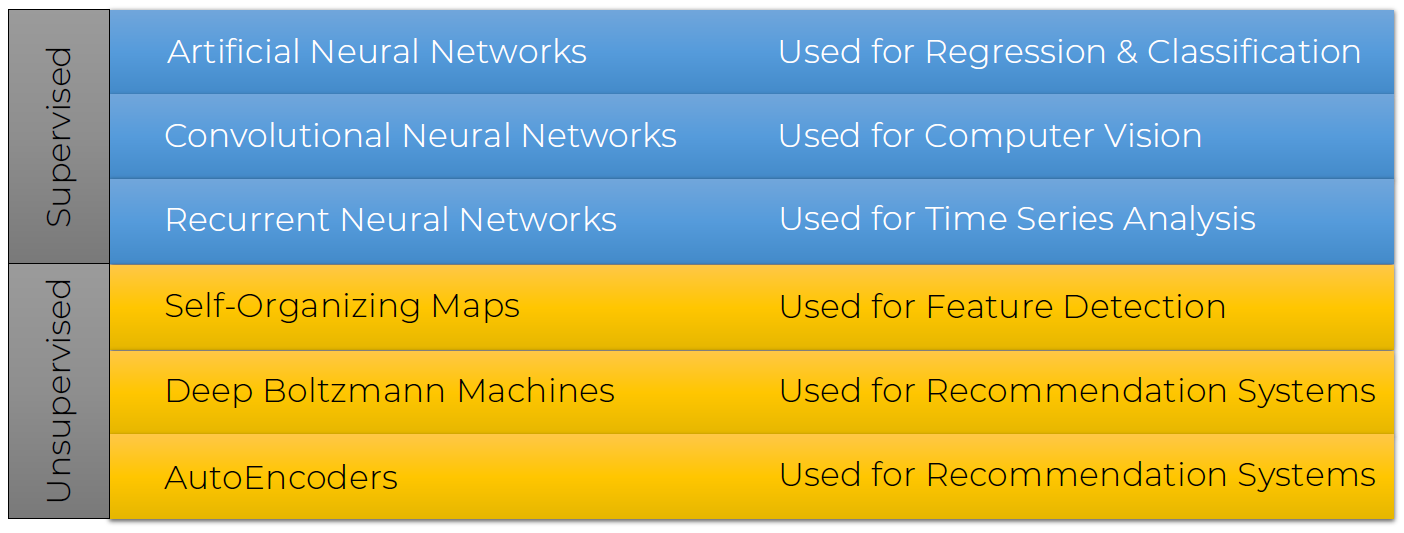 Supervised
Artificial Neural Networks Used for Regression & Classification
Convolutional Neural Networks Used for Computer Vision
Recurrent Neural Networks Used for Time Series Analysis
Unsupervised
Self-Organizing Maps Used for Feature Detection
Deep Boltzmann Machines Used for Recommendation Systems
AutoEncoders Used for Recommendation Systems